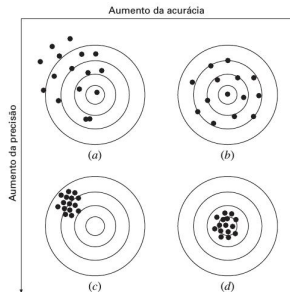 Aumento da acurácia
Aumento da precisão
(a)
(b)
(c)
(d)